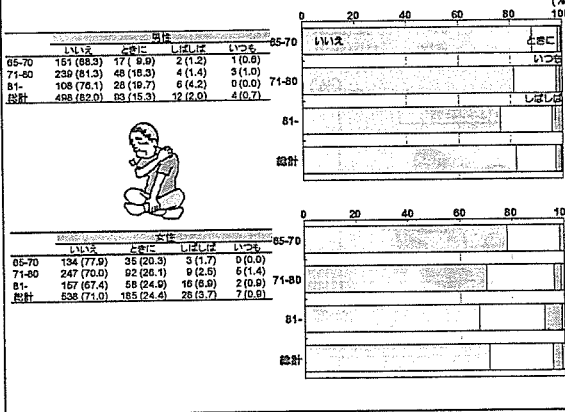 男性
いいえ ときに しばしば いつも
65-70 151 (88.3) 17 ( 9.9) 2 (1.2) 1 (0.6)
71-80 239 (81.3) 48 (16.3) 4 (1.4) 3 (1.0)
81- 108 (76.1) 28 (19.7) 6 (4.2) 0 (0.0)
総計 498 (82.0) 93 (15.3) 12 (2.0) 4 (0.7)
0 20 40 60 80 100
(%
65-70 いいえ ときに
いつも
71-80
しばしば
81-
総計
女性
いいえ ときに しばしば いつも
65-70 134 (77.9) 35 (20.3) 3 (1.7) 0 (0.0)
71-80 247 (70.0) 92 (26.1) 9 (2.5) 5 (1.4)
81- 157 (67.4) 58 (24.9) 16 (6.9) 2 (0.9)
総計 538 (71.0) 185 (24.4) 28 (3.7) 7 (0.9)
0 20 40 60 80 100
65-70
71-80
81-
総計